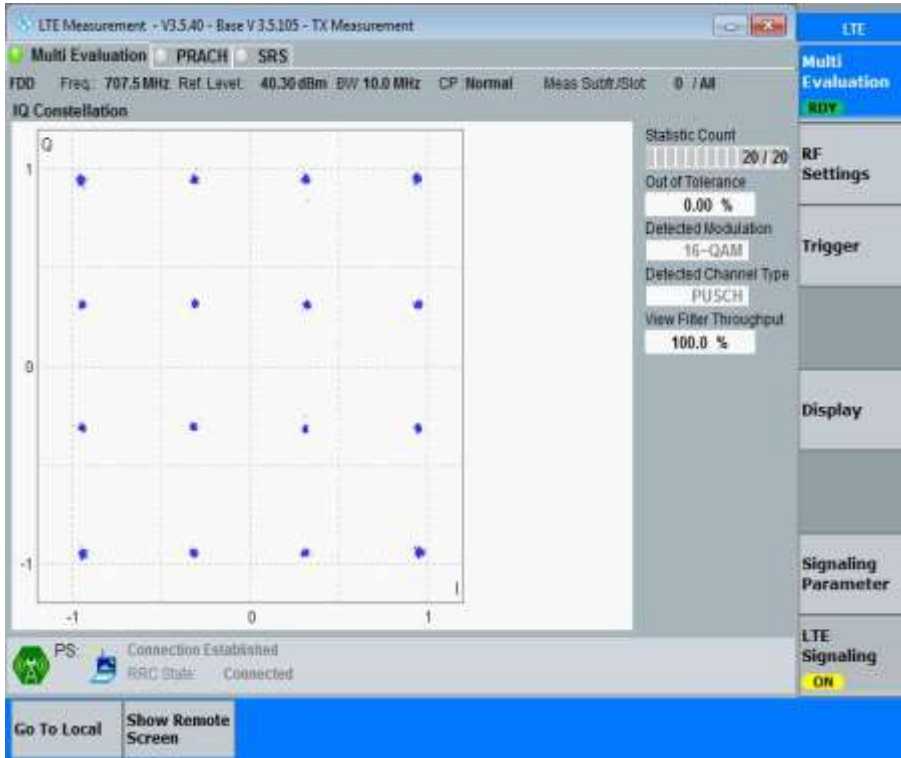 LTE Measurement - V3.5.40 - Base V 3.5.105 - TX Measurement
LTE
Multi Evaluation PRACH SRS
Multi
Evaluation
RDY
FDD Freq.: 707.5 MHz Ref. Level: 40.30 dBm BW: 10.0 MHz CP: Normal Meas Subfr./Slot: 0 / All
IQ Constellation
Q
1
0
-1
-1 0 1
I
Statistic Count
20 / 20
Out of Tolerance
0.00 %
Detected Modulation
16-QAM
Detected Channel Type
PUSCH
View Filter Throughput
100.0 %
RF
Settings
Trigger
Display
Signaling
Parameter
LTE
Signaling
ON
PS: Connection Established
RRC State: Connected
Go To Local
Show Remote
Screen